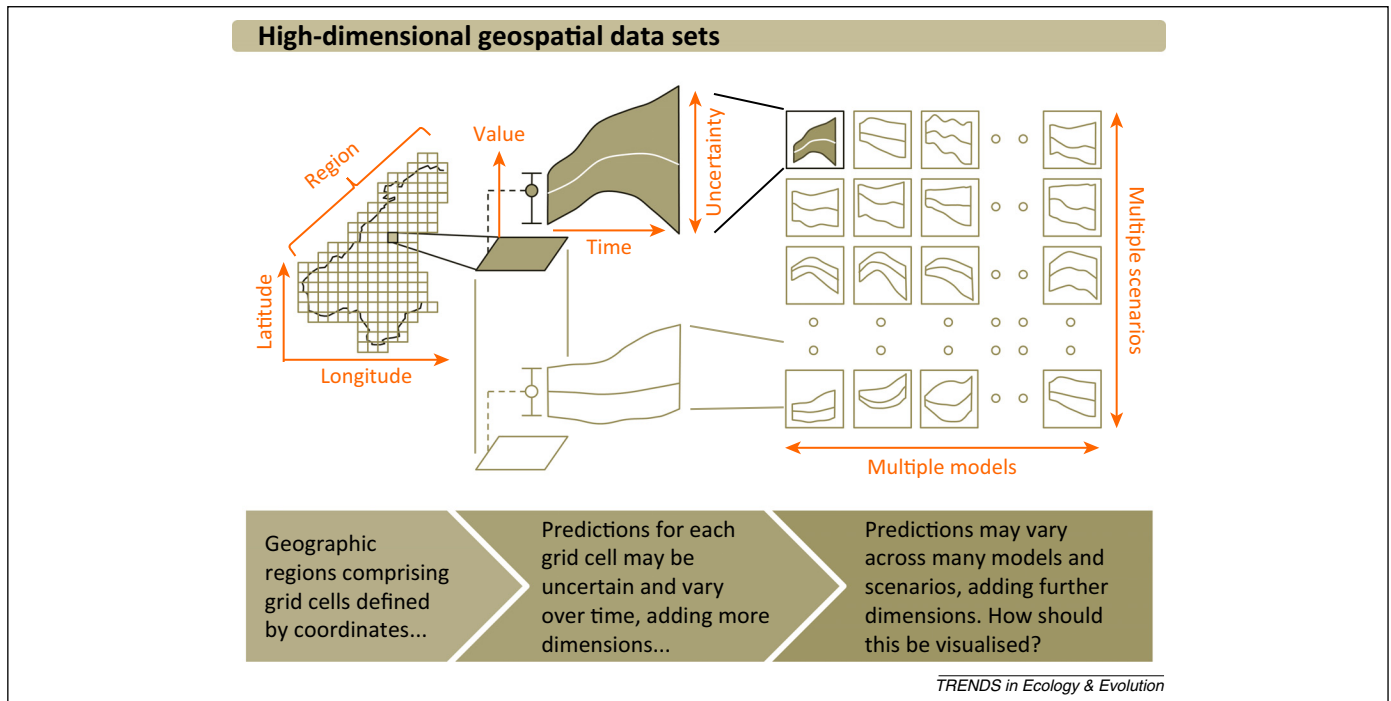 High-dimensional geospatial data sets
Region
Latitude
Longitude
Value
Time
Uncertainty
Multiple scenarios
Multiple models
Geographic
regions comprising
grid cells defined
by coordinates...
Predictions for each
grid cell may be
uncertain and vary
over time, adding more
dimensions...
Predictions may vary
across many models and
scenarios, adding further
dimensions. How should
this be visualised?
TRENDS in Ecology & Evolution